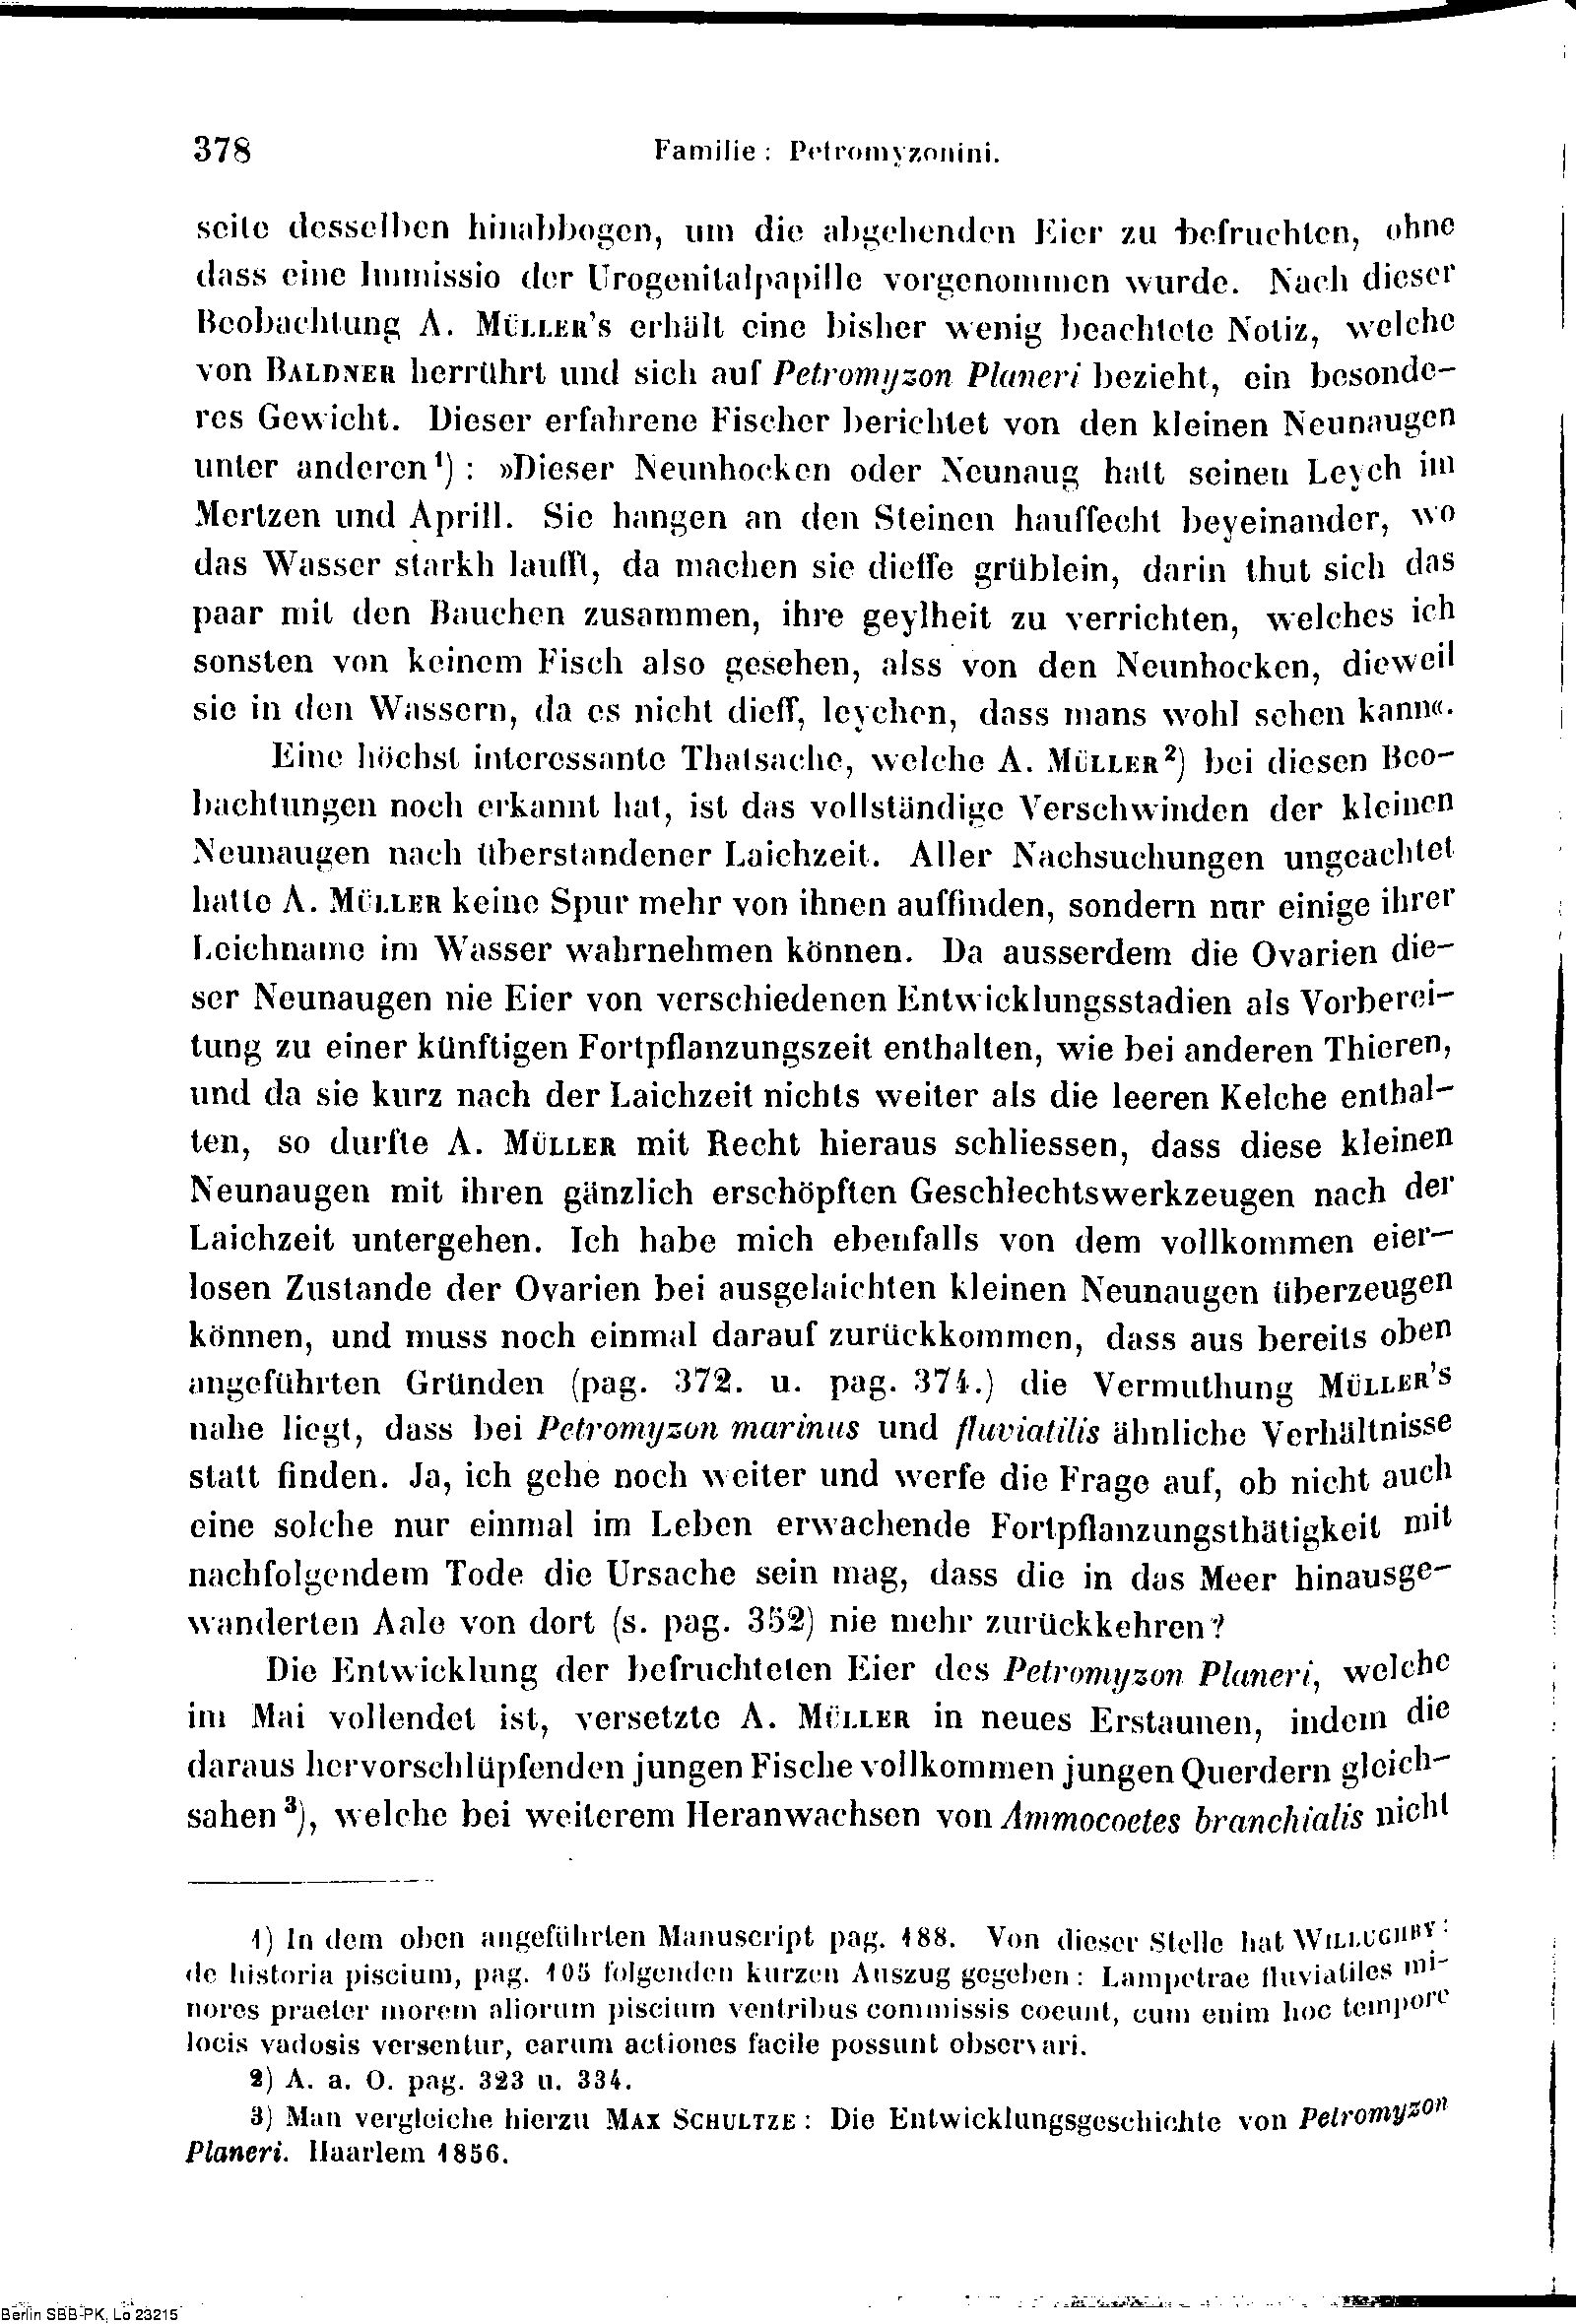 378 Familie: Petromyzonini.
seite desselben hinabbogen, um die abgehenden Eier zu befruchten, ohne
dass eine Immissio der Urogenitalpapille vorgenommen wurde. Nach dieser
Beobachtung A. MÜLLER's erhält eine bisher wenig beachtete Notiz, welche
von BALDNER herrührt und sich auf Petromyzon Planeri bezieht, ein besonde-
res Gewicht. Dieser erfahrene Fischer berichtet von den kleinen Neunaugen
unter anderen¹): »Dieser Neunhocken oder Neunaug halt seinen Leych im
Mertzen und Aprill. Sie hangen an den Steinen hauffecht beyeinander, wo
das Wasser starkh laufft, da machen sie dieffe grüblein, darin thut sich das
paar mit den Bauchen zusammen, ihre geylheit zu verrichten, welches ich
sonsten von keinem Fisch also gesehen, alss von den Neunhocken, dieweil
sie in den Wassern, da es nicht dieff, leychen, dass mans wohl sehen kann«.
Eine höchst interessante Thatsache, welche A. MÜLLER²) bei diesen Beo-
bachtungen noch erkannt hat, ist das vollständige Verschwinden der kleinen
Neunaugen nach überstandener Laichzeit. Aller Nachsuchungen ungeachtet
hatte A. MÜLLER keine Spur mehr von ihnen auffinden, sondern nur einige ihrer
Leichname im Wasser wahrnehmen können. Da ausserdem die Ovarien die-
ser Neunaugen nie Eier von verschiedenen Entwicklungsstadien als Vorberei-
tung zu einer künftigen Fortpflanzungszeit enthalten, wie bei anderen Thieren,
und da sie kurz nach der Laichzeit nichts weiter als die leeren Kelche enthal-
ten, so durfte A. MÜLLER mit Recht hieraus schliessen, dass diese kleinen
Neunaugen mit ihren gänzlich erschöpften Geschlechtswerkzeugen nach der
Laichzeit untergehen. Ich habe mich ebenfalls von dem vollkommen eier-
losen Zustande der Ovarien bei ausgelaichten kleinen Neunaugen überzeugen
können, und muss noch einmal darauf zurückkommen, dass aus bereits oben
angeführten Gründen (pag. 372. u. pag. 374.) die Vermuthung MÜLLER's
nahe liegt, dass bei Petromyzon marinus und fluviatilis ähnliche Verhältnisse
statt finden. Ja, ich gehe noch weiter und werfe die Frage auf, ob nicht auch
eine solche nur einmal im Leben erwachende Fortpflanzungsthätigkeit mit
nachfolgendem Tode die Ursache sein mag, dass die in das Meer hinausge-
wanderten Aale von dort (s. pag. 352) nie mehr zurückkehren?
Die Entwicklung der befruchteten Eier des Petromyzon Planeri, welche
im Mai vollendet ist, versetzte A. MÜLLER in neues Erstaunen, indem die
daraus hervorschlüpfenden jungen Fische vollkommen jungen Querdern gleich-
sahen³), welche bei weiterem Heranwachsen von Ammocoetes branchialis nicht
1) In dem oben angeführten Manuscript pag. 188. Von dieser Stelle hat WILLUGHBY:
de historia piscium, pag. 105 folgenden kurzen Auszug gegeben: Lampetrae fluviatiles mi-
nores praeter morem aliorum piscium ventribus commissis coeunt, cum enim hoc tempore
locis vadosis versentur, earum actiones facile possunt observari.
2) A. a. O. pag. 323 u. 334.
3) Man vergleiche hierzu MAX SCHULTZE: Die Entwicklungsgeschichte von Petromyzon
Planeri. Haarlem 1856.
Berlin SBB-PK, Lo 23215